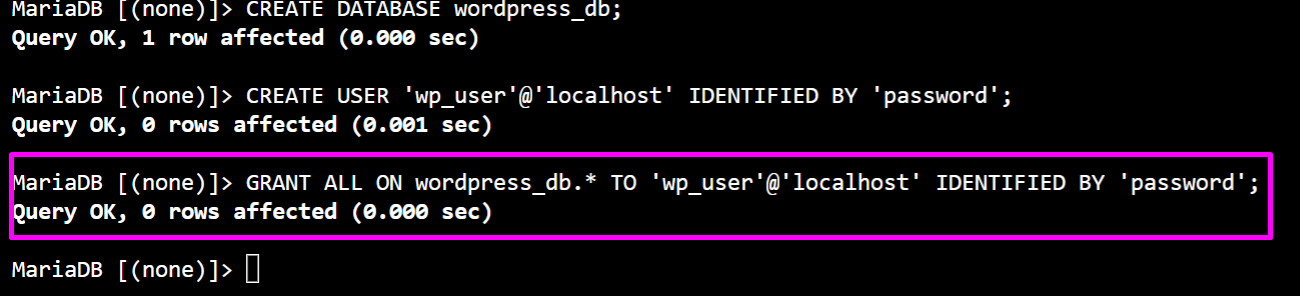 MariaDB [(none)]> CREATE DATABASE wordpress_db;
Query OK, 1 row affected (0.000 sec)
MariaDB [(none)]> CREATE USER 'wp_user'@'localhost' IDENTIFIED BY 'password';
Query OK, 0 rows affected (0.001 sec)
MariaDB [(none)]> GRANT ALL ON wordpress_db.* TO 'wp_user'@'localhost' IDENTIFIED BY 'password';
Query OK, 0 rows affected (0.000 sec)
MariaDB [(none)]>